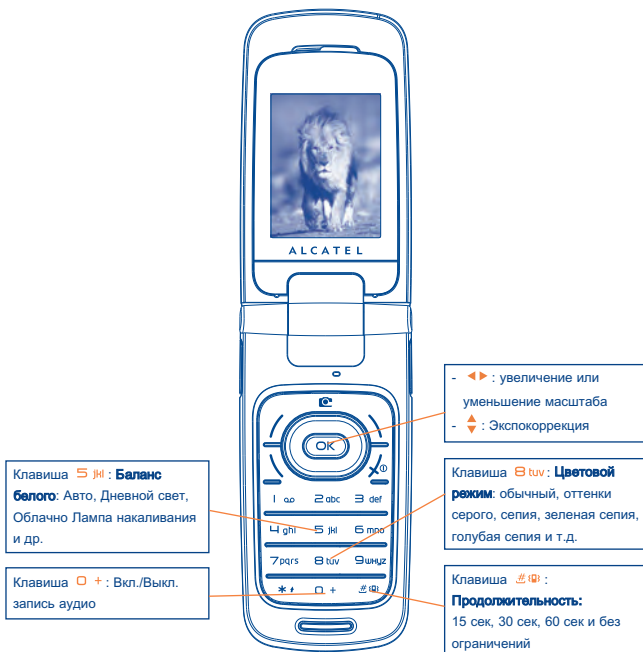 ALCATEL
- ◄► : увеличение или
уменьшение масштаба
- ▲▼ : Экспокоррекция
OK
1
2 abc
3 def
4 ghi
5 jkl
6 mno
7 pqrs
8 tuv
9 wxyz
*
0 +
#
Клавиша 5 jkl : Баланс
белого: Авто, Дневной свет,
Облачно Лампа накаливания
и др.
Клавиша 8 tuv : Цветовой
режим: обычный, оттенки
серого, сепия, зеленая сепия,
голубая сепия и т.д.
Клавиша 0 + : Вкл./Выкл.
запись аудио
Клавиша # :
Продолжительность:
15 сек, 30 сек, 60 сек и без
ограничений